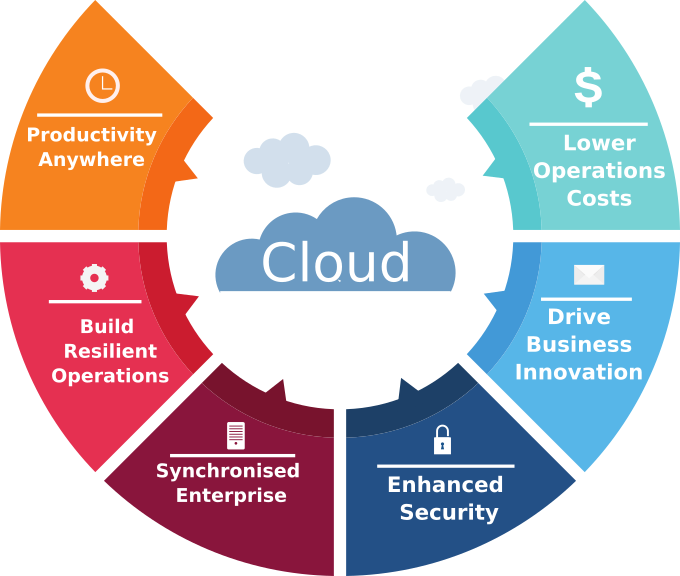 Productivity
Anywhere
$
Lower
Operations
Costs
Cloud
Build
Resilient
Operations
Drive
Business
Innovation
Synchronised
Enterprise
Enhanced
Security